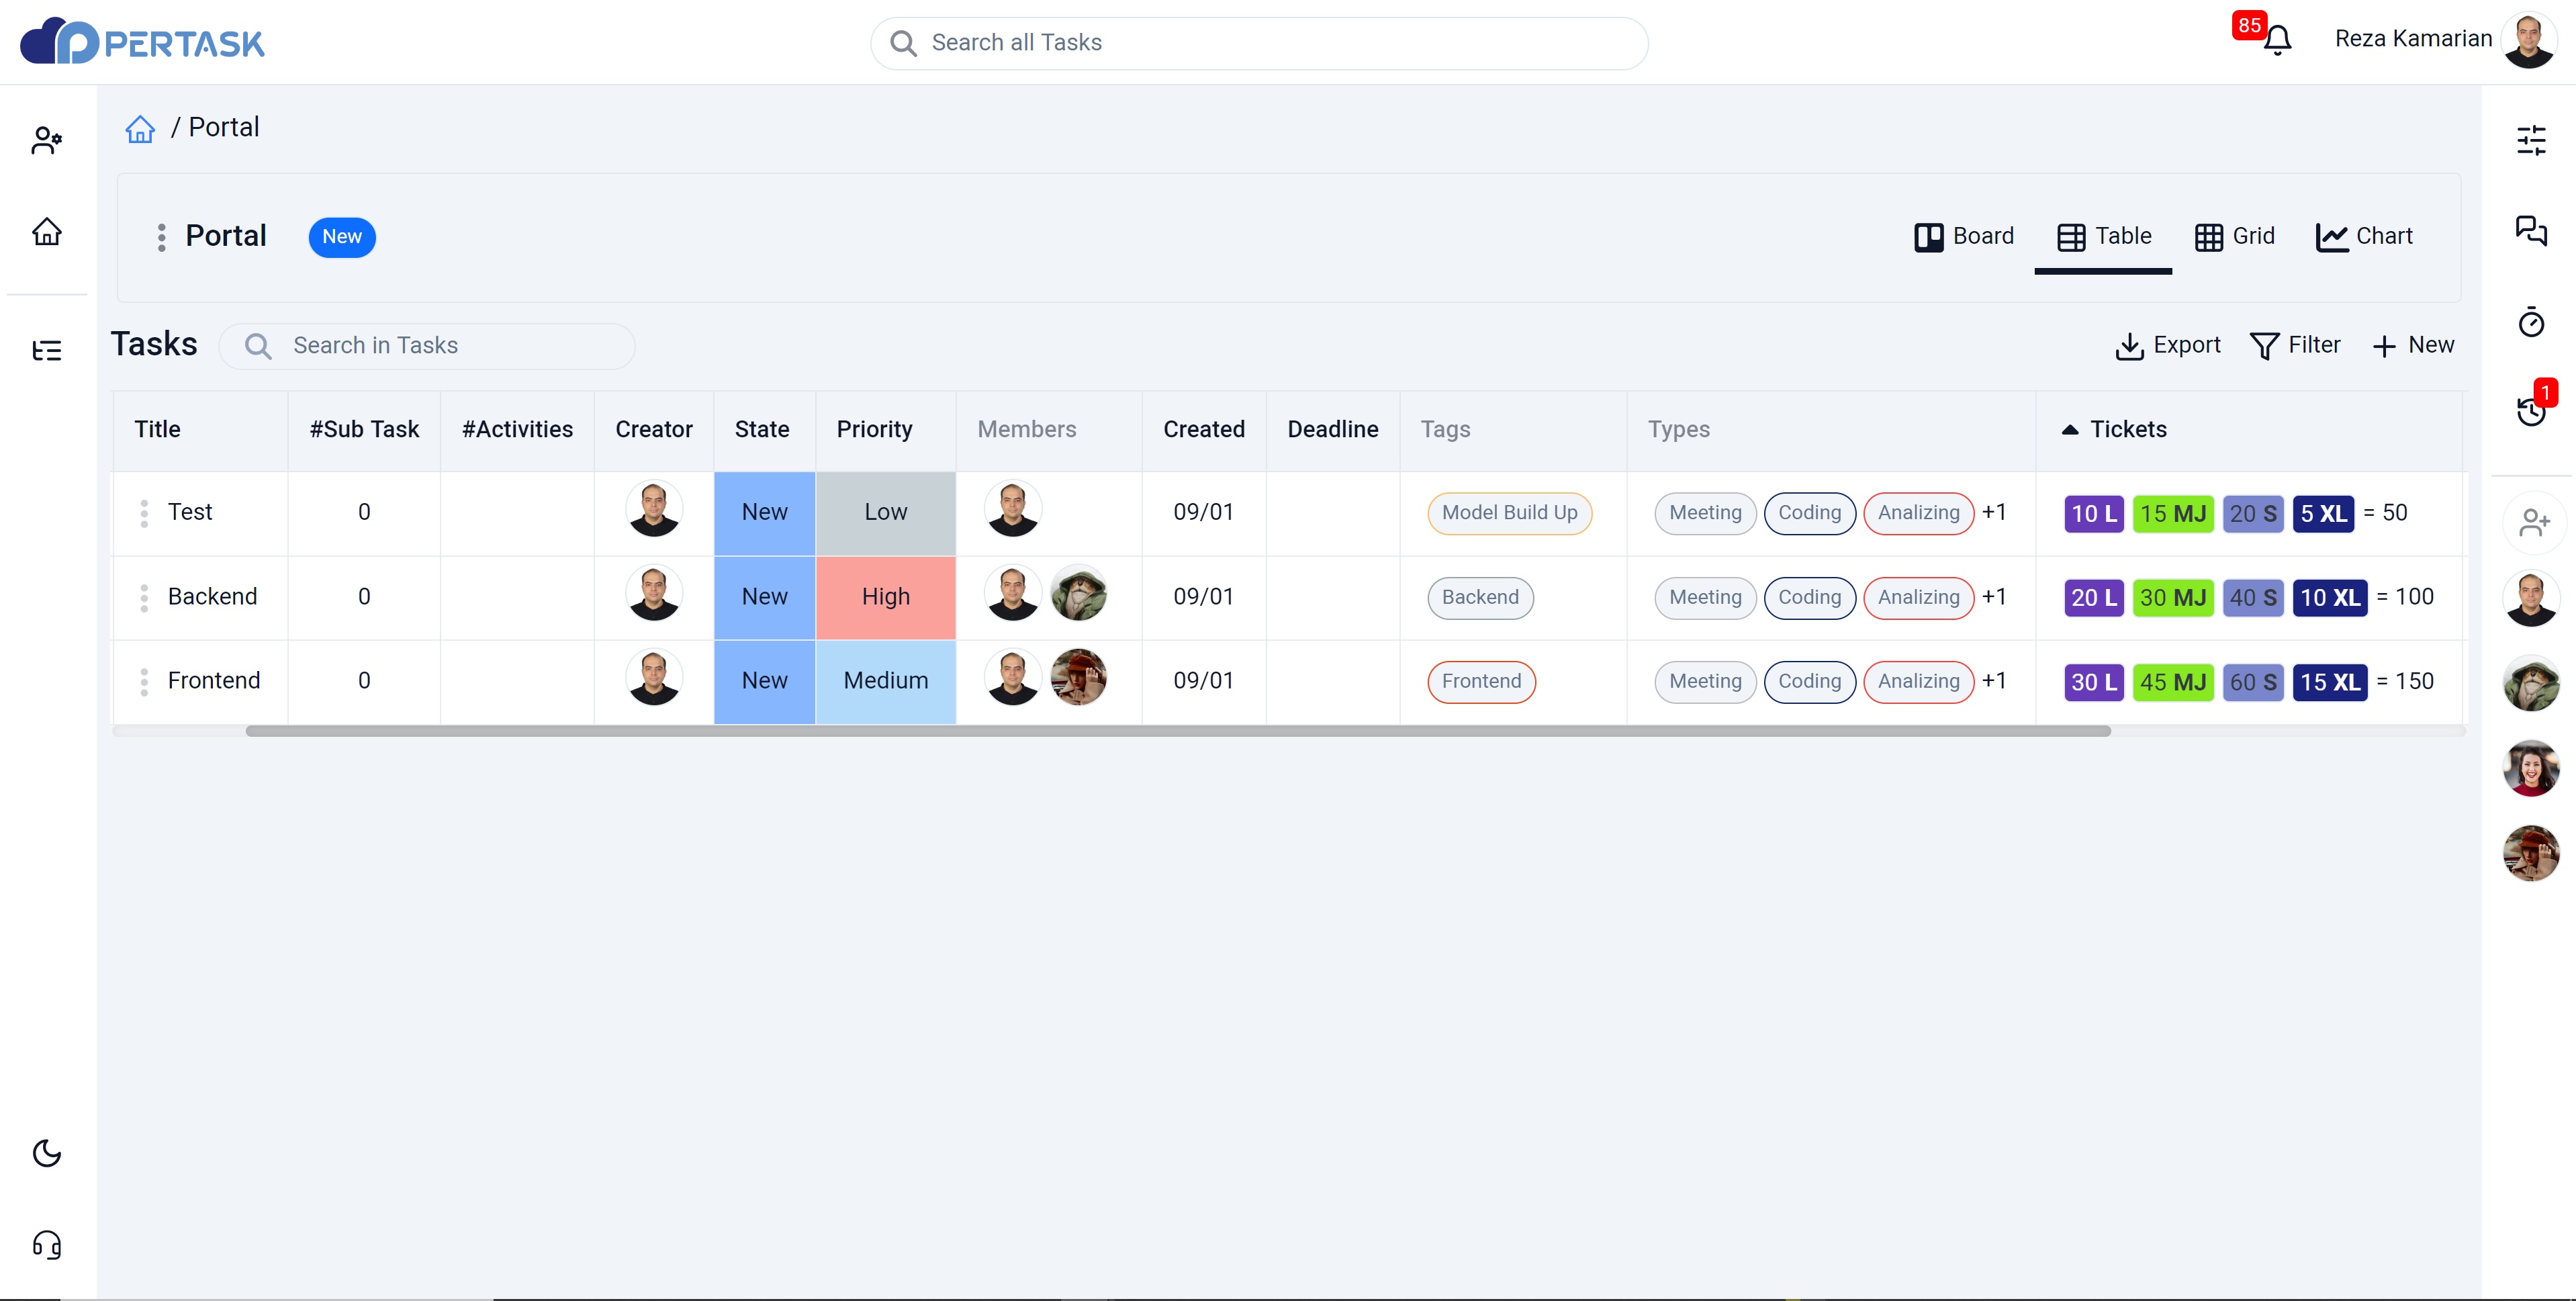 PERTASK Search all Tasks 85 Reza Kamarian
/ Portal
Portal New Board Table Grid Chart
Tasks Search in Tasks Export Filter New
1
Title #Sub Task #Activities Creator State Priority Members Created Deadline Tags Types Tickets
Test 0 New Low 09/01 Model Build Up Meeting Coding Analizing +1 10 L 15 MJ 20 S 5 XL = 50
Backend 0 New High 09/01 Backend Meeting Coding Analizing +1 20 L 30 MJ 40 S 10 XL = 100
Frontend 0 New Medium 09/01 Frontend Meeting Coding Analizing +1 30 L 45 MJ 60 S 15 XL = 150